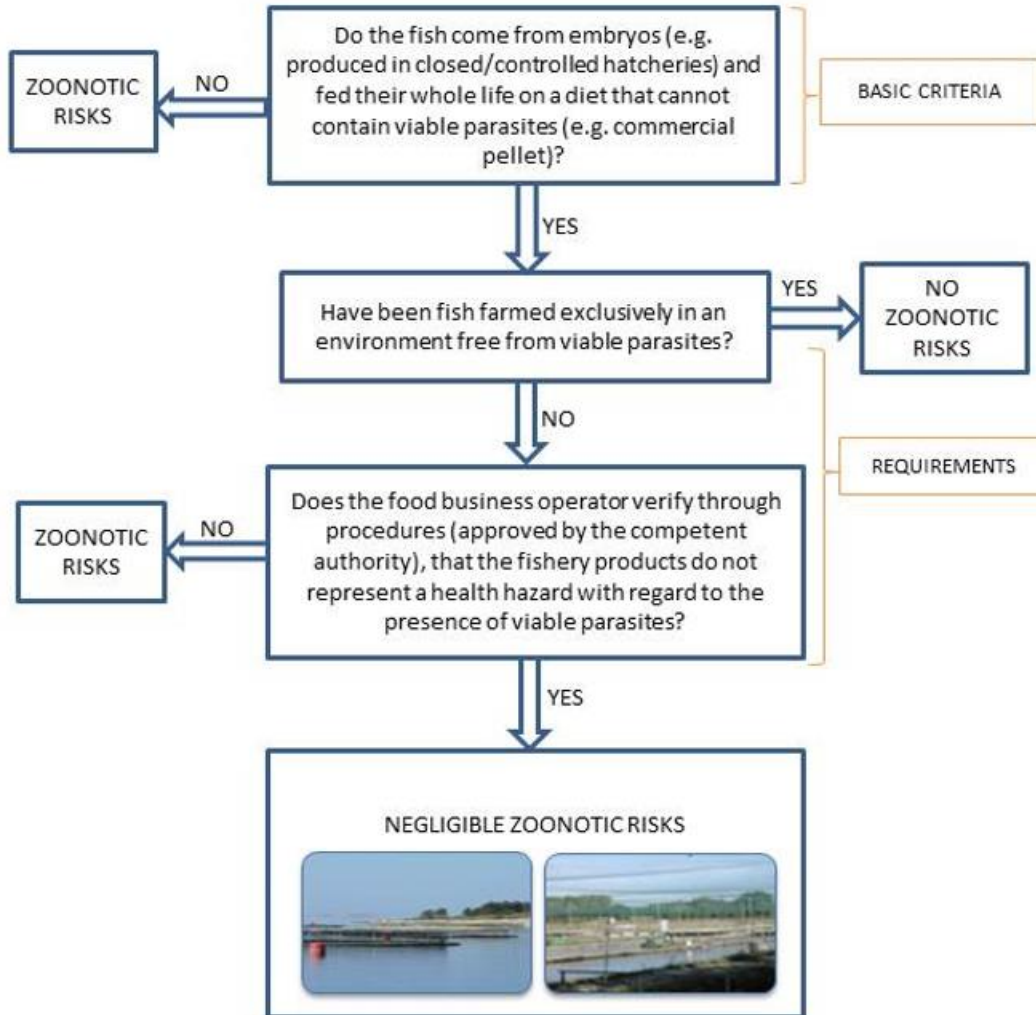 Do the fish come from embryos (e.g.
produced in closed/controlled hatcheries) and
fed their whole life on a diet that cannot
contain viable parasites (e.g. commercial
pellet)?
NO
ZOONOTIC
RISKS
BASIC CRITERIA
YES
Have been fish farmed exclusively in an
environment free from viable parasites?
YES
NO
ZOONOTIC
RISKS
NO
REQUIREMENTS
Does the food business operator verify through
procedures (approved by the competent
authority), that the fishery products do not
represent a health hazard with regard to the
presence of viable parasites?
NO
ZOONOTIC
RISKS
YES
NEGLIGIBLE ZOONOTIC RISKS